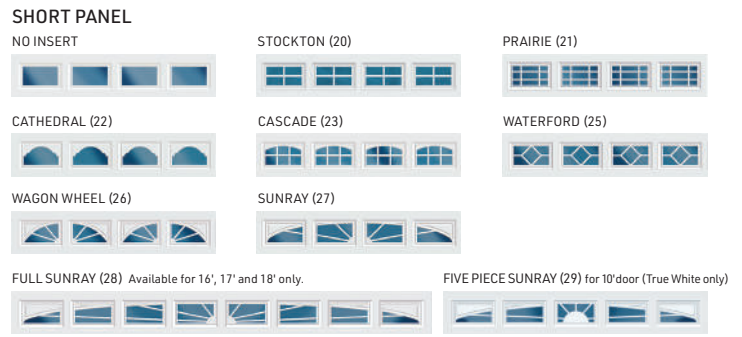 SHORT PANEL
NO INSERT
STOCKTON (20)
PRAIRIE (21)
CATHEDRAL (22)
CASCADE (23)
WATERFORD (25)
WAGON WHEEL (26)
SUNRAY (27)
FULL SUNRAY (28) Available for 16', 17' and 18' only.
FIVE PIECE SUNRAY (29) for 10'door (True White only)